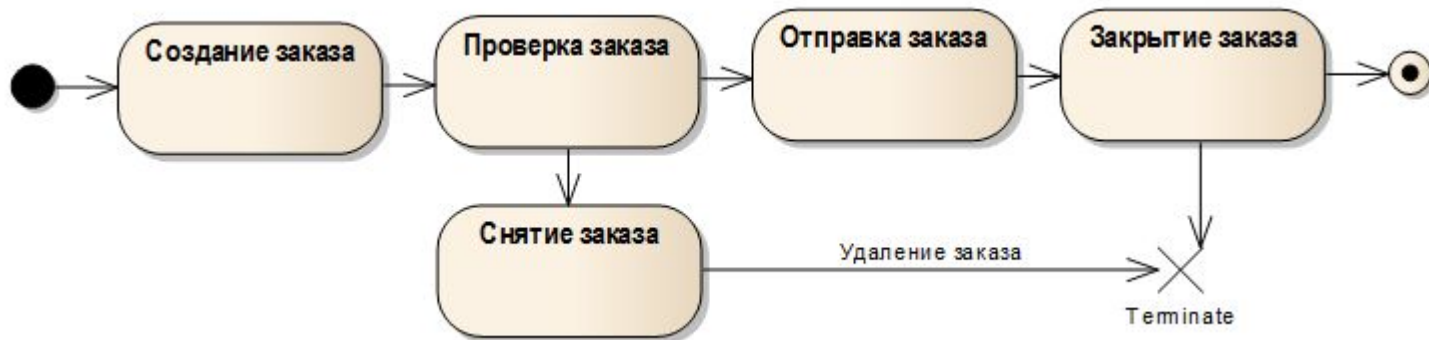 Создание заказа
Проверка заказа
Отправка заказа
Закрытие заказа
Снятие заказа
Удаление заказа
Terminate